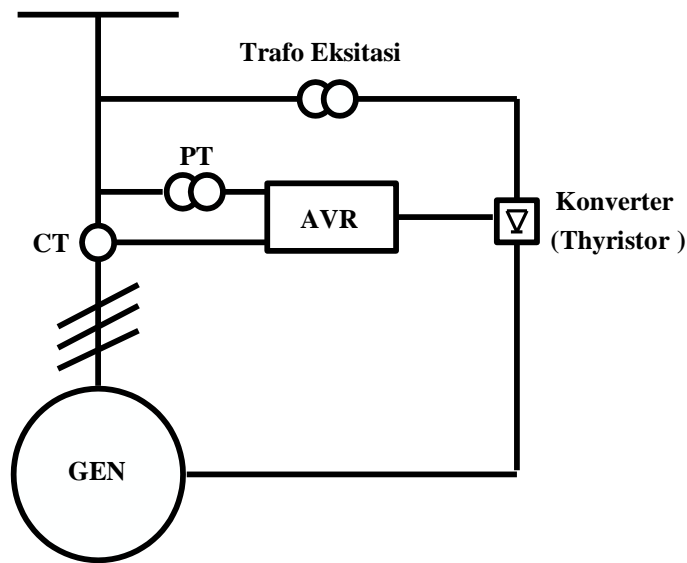 Trafo Eksitasi
PT
AVR
Konverter
(Thyristor )
CT
GEN